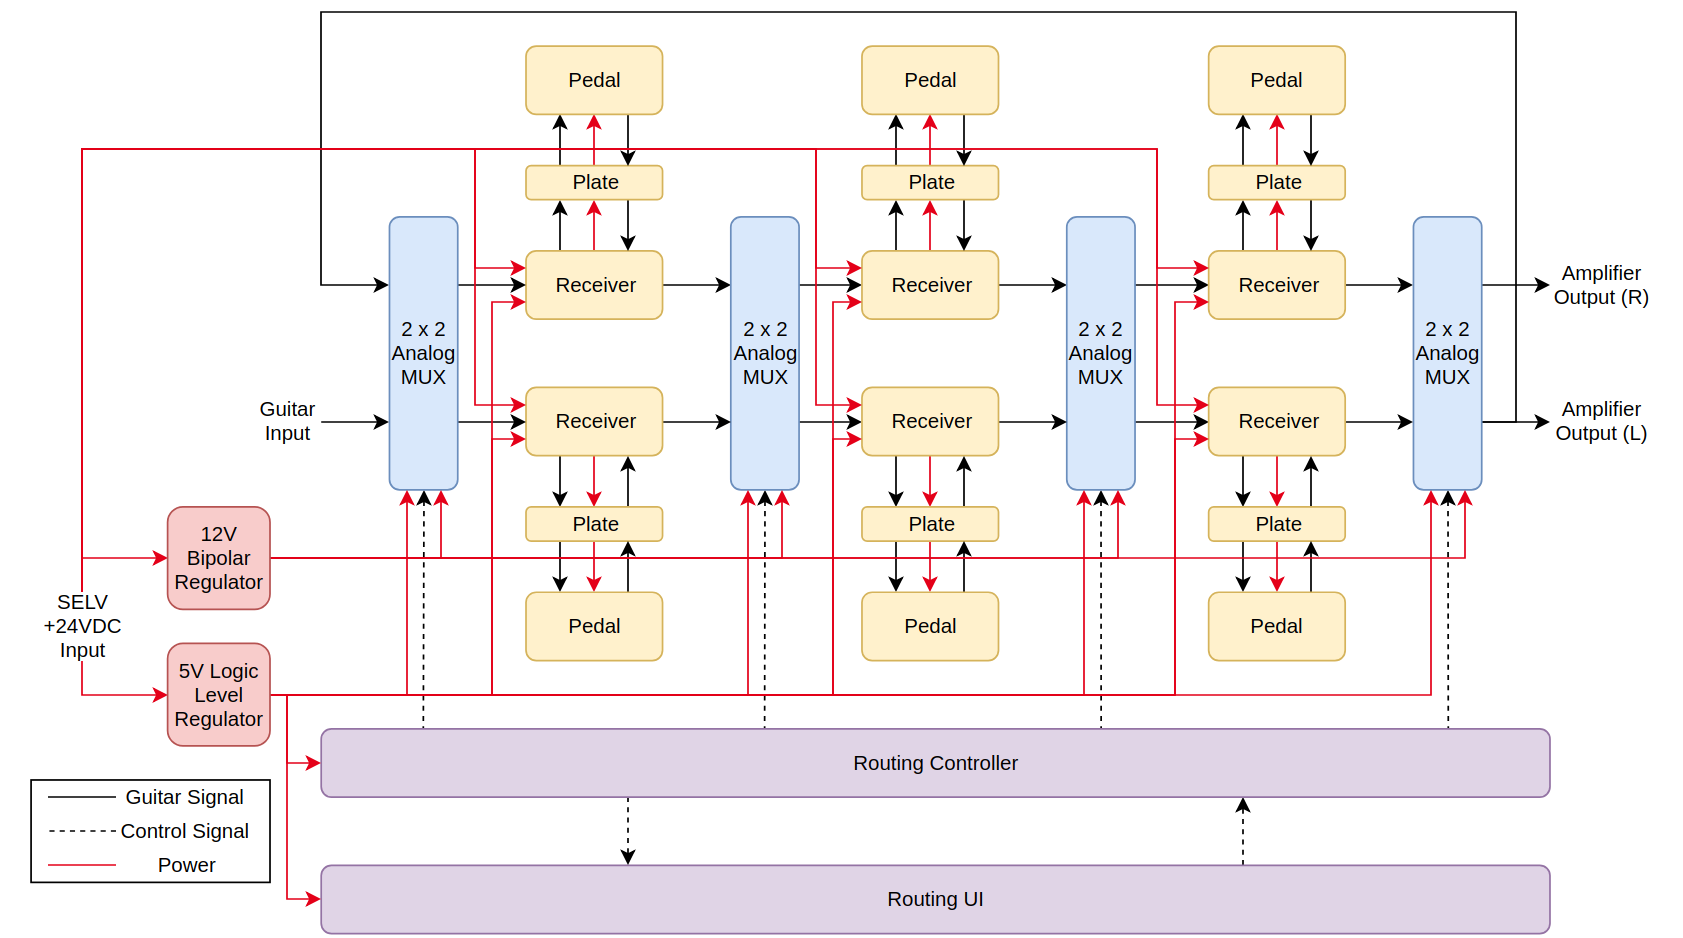 Pedal
Pedal
Pedal
Plate
Plate
Plate
Receiver
Receiver
Receiver
Amplifier
Output (R)
2 x 2
Analog
MUX
2 x 2
Analog
MUX
2 x 2
Analog
MUX
2 x 2
Analog
MUX
Guitar
Input
Receiver
Receiver
Receiver
Amplifier
Output (L)
Plate
Plate
Plate
12V
Bipolar
Regulator
SELV
+24VDC
Input
Pedal
Pedal
Pedal
5V Logic
Level
Regulator
Routing Controller
Guitar Signal
Control Signal
Power
Routing UI